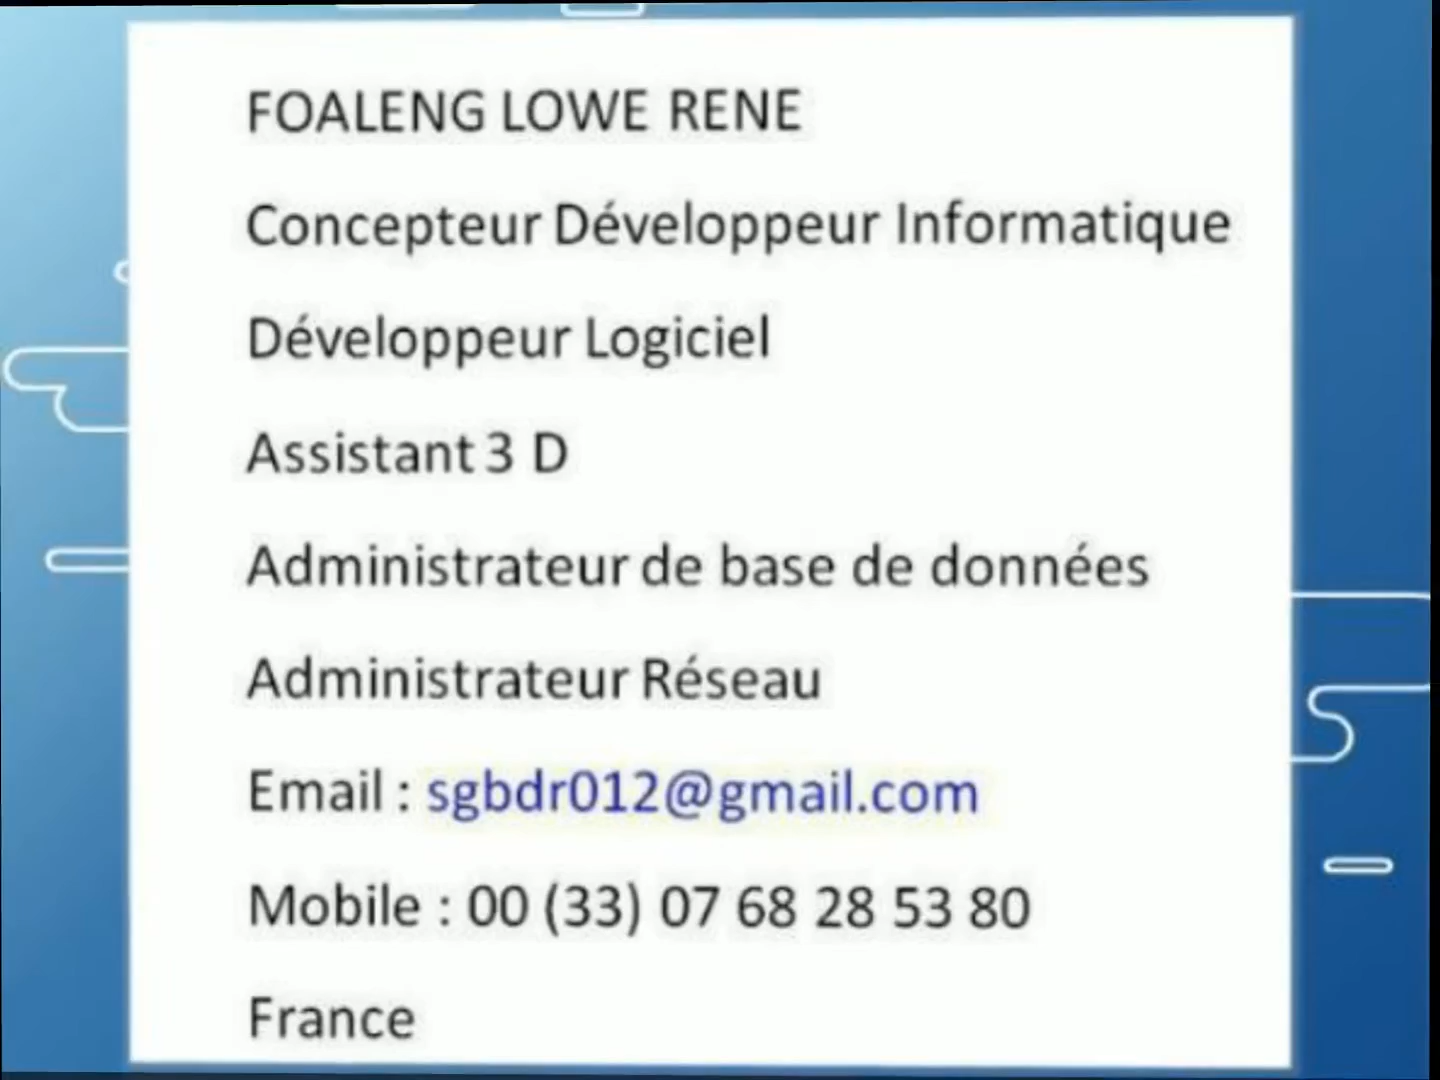 FOALENG LOWE RENE
Concepteur Développeur Informatique
Développeur Logiciel
Assistant 3 D
Administrateur de base de données
Administrateur Réseau
Email : sgbdr012@gmail.com
Mobile : 00 (33) 07 68 28 53 80
France